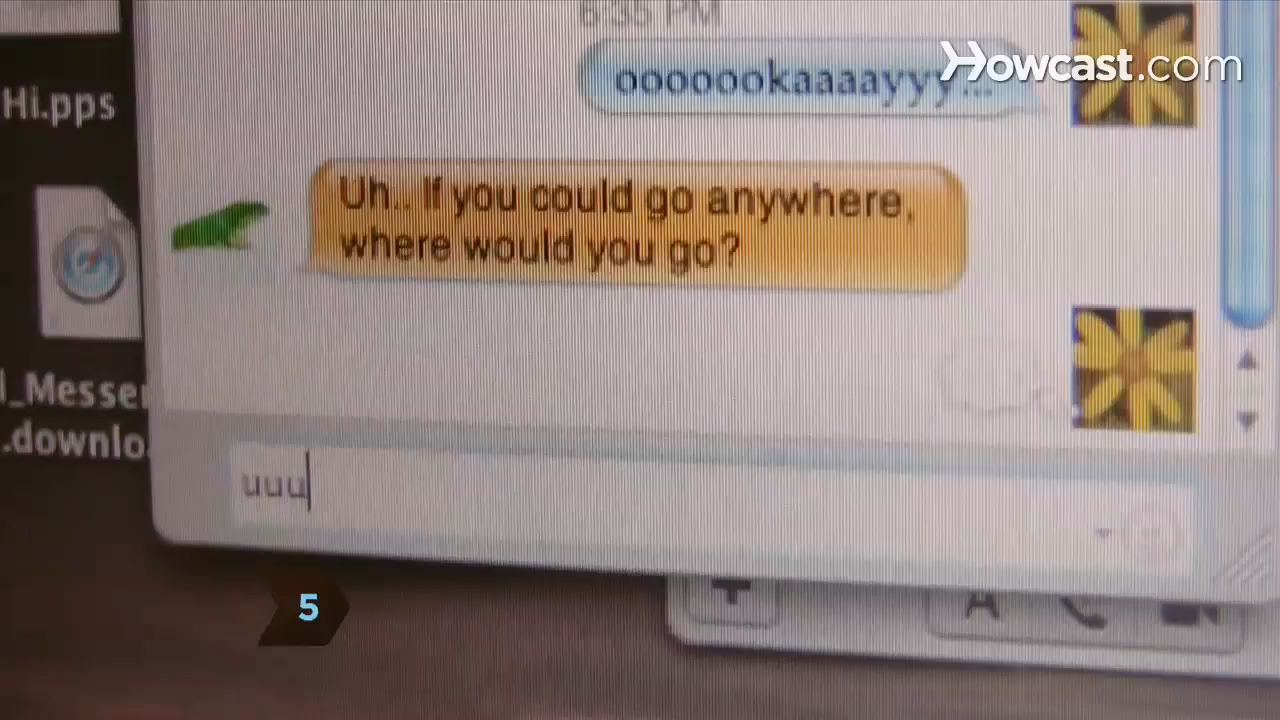 6:35 PM
ooooookaaaayyy...
Howcast.com
Hi.pps
Uh.. If you could go anywhere,
where would you go?
l_Messe
.downlo
uuu
5
A